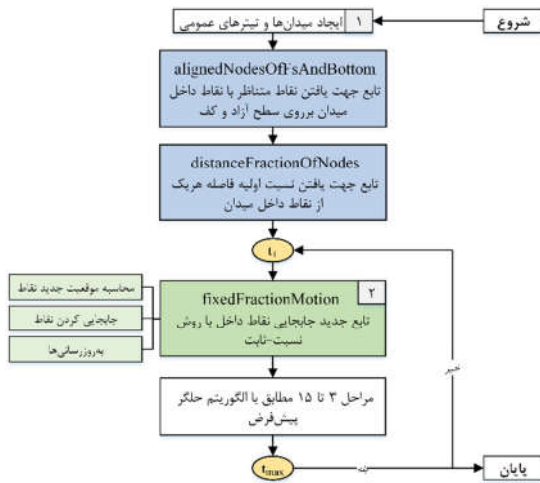 شروع
۱ ایجاد میدان‌ها و تیترهای عمومی
alignedNodesOfFsAndBottom
تابع جهت یافتن نقاط متناظر با نقاط داخل
میدان برروی سطح آزاد و کف
distanceFractionOfNodes
تابع جهت یافتن نسبت اولیه فاصله هریک
از نقاط داخل میدان
t₁
۲
fixedFractionMotion
تابع جدید جابجایی نقاط داخل با روش
نسبت-ثابت
محاسبه موقعیت جدید نقاط
جابجایی کردن نقاط
به‌روزرسانی‌ها
مراحل ۳ تا ۱۵ مطابق با الگوریتم حلگر
پیش‌فرض
خیر
tmax
بله
پایان